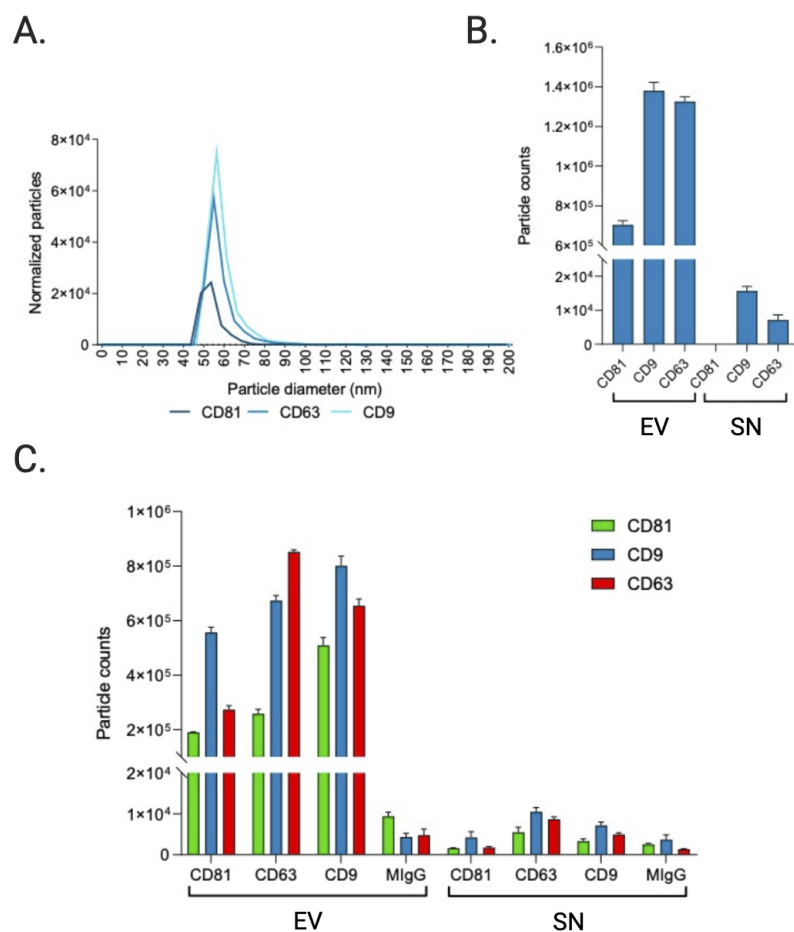 A.
8×10⁴
6×10⁴
4×10⁴
2×10⁴
0
Normalized particles
0 10 20 30 40 50 60 70 80 90 100 110 120 130 140 150 160 170 180 190 200
Particle diameter (nm)
CD81 CD63 CD9
B.
1.6×10⁶
1.4×10⁶
1.2×10⁶
1×10⁶
8×10⁵
6×10⁵
2×10⁴
1×10⁴
0
Particle counts
CD81 CD9 CD63 CD81 CD9 CD63
EV SN
C.
1×10⁶
8×10⁵
6×10⁵
4×10⁵
2×10⁵
2×10⁴
1×10⁴
0
Particle counts
CD81
CD9
CD63
CD81 CD63 CD9 MIgG CD81 CD63 CD9 MIgG
EV SN